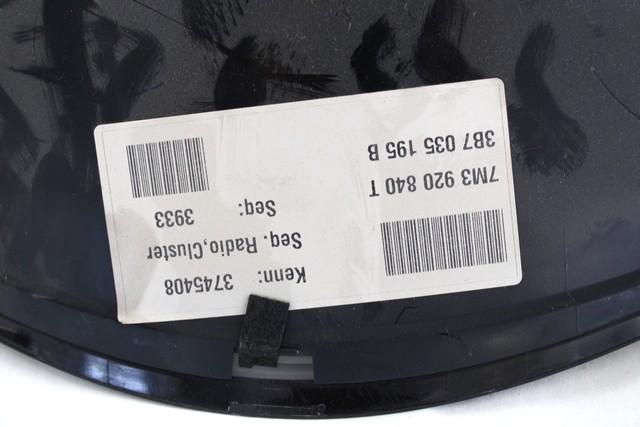 Kenn: 3745408
Seq. Radio,Cluster
Seq: 3933
7M3 920 840 T
3B7 035 195 B